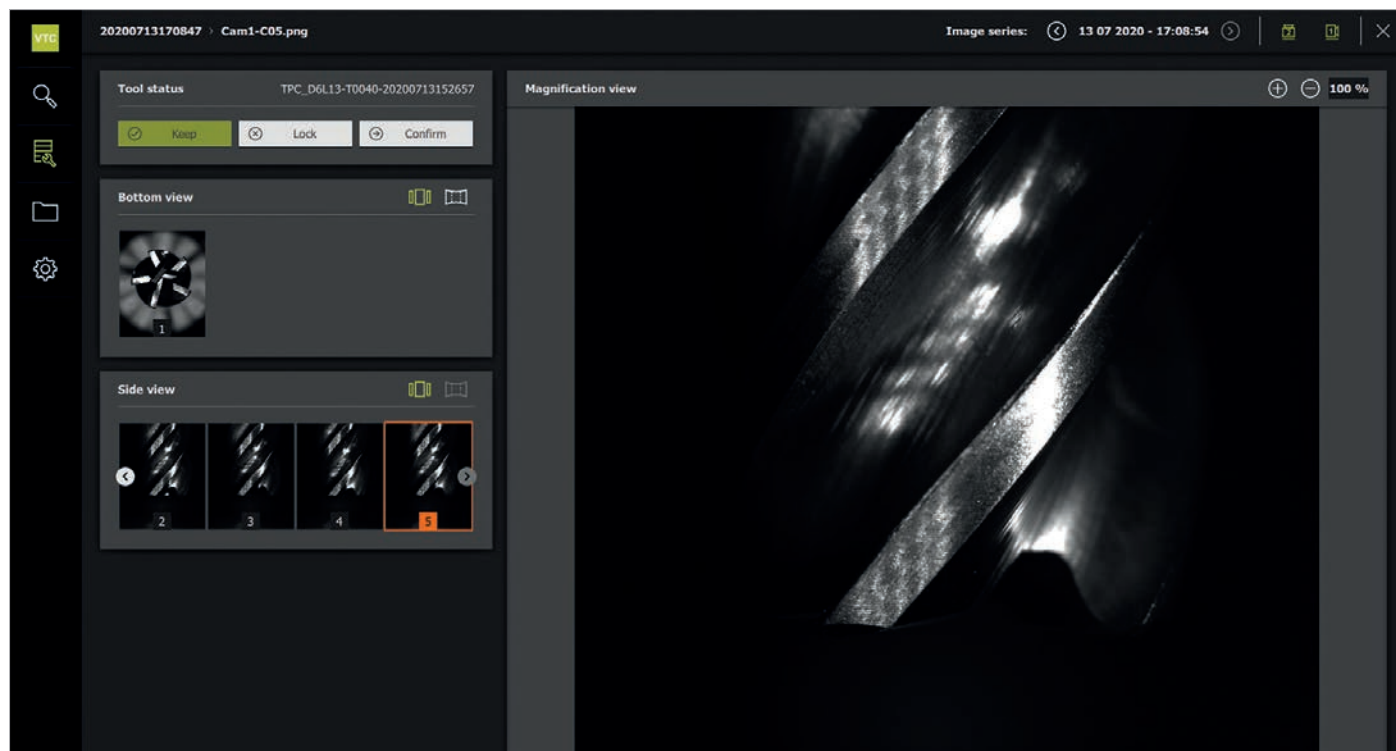 VTC
20200713170847 > Cam1-C05.png
Image series: 13 07 2020 - 17:08:54
Tool status TPC_D6L13-T0040-20200713152657
Keep Lock Confirm
Bottom view
1
Side view
2 3 4 5
Magnification view 100 %